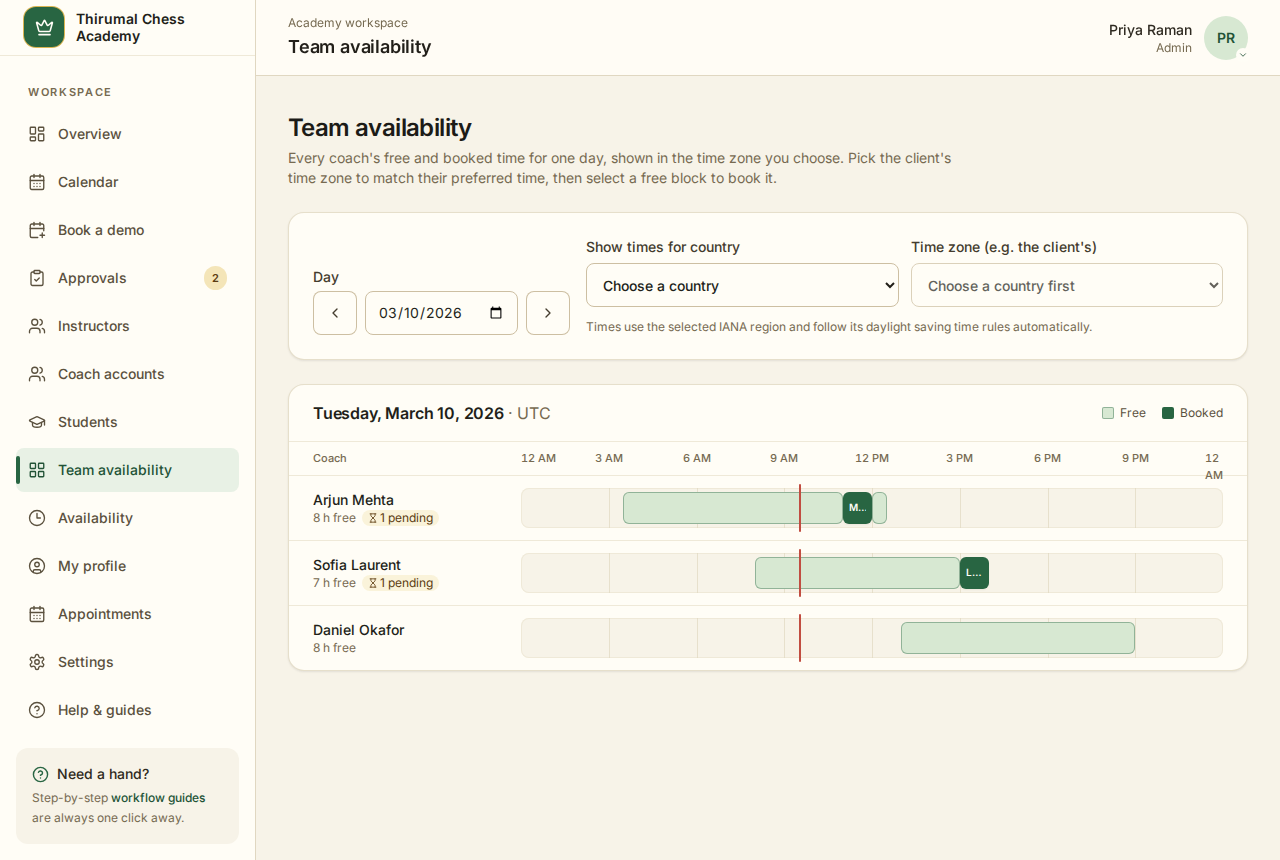 Thirumal Chess
Academy
WORKSPACE
Overview
Calendar
Book a demo
Approvals 2
Instructors
Coach accounts
Students
Team availability
Availability
My profile
Appointments
Settings
Help & guides
Need a hand?
Step-by-step workflow guides
are always one click away.
Academy workspace
Team availability
Priya Raman
Admin
PR
Team availability
Every coach's free and booked time for one day, shown in the time zone you choose. Pick the client's
time zone to match their preferred time, then select a free block to book it.
Day
03/10/2026
Show times for country
Choose a country
Time zone (e.g. the client's)
Choose a country first
Times use the selected IANA region and follow its daylight saving time rules automatically.
Tuesday, March 10, 2026 · UTC
Free Booked
Coach 12 AM 3 AM 6 AM 9 AM 12 PM 3 PM 6 PM 9 PM 12
AM
Arjun Mehta
8 h free 1 pending
M...
Sofia Laurent
7 h free 1 pending
L...
Daniel Okafor
8 h free